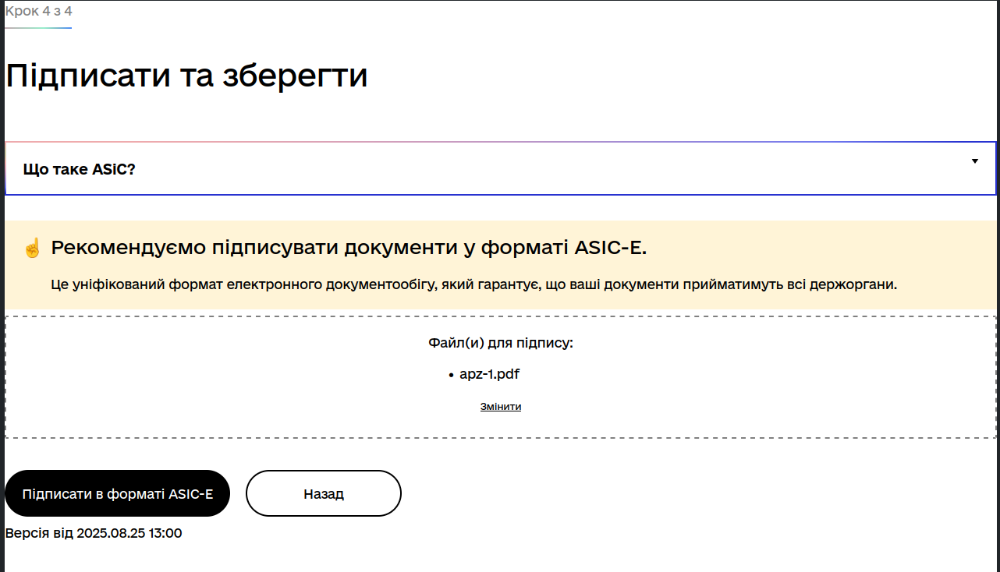 Крок 4 з 4
Підписати та зберегти
Що таке ASiC?
☝️ Рекомендуємо підписувати документи у форматі ASIC-E.
Це уніфікований формат електронного документообігу, який гарантує, що ваші документи прийматимуть всі держоргани.
Файл(и) для підпису:
• apz-1.pdf
Змінити
Підписати в форматі ASIC-E
Назад
Версія від 2025.08.25 13:00